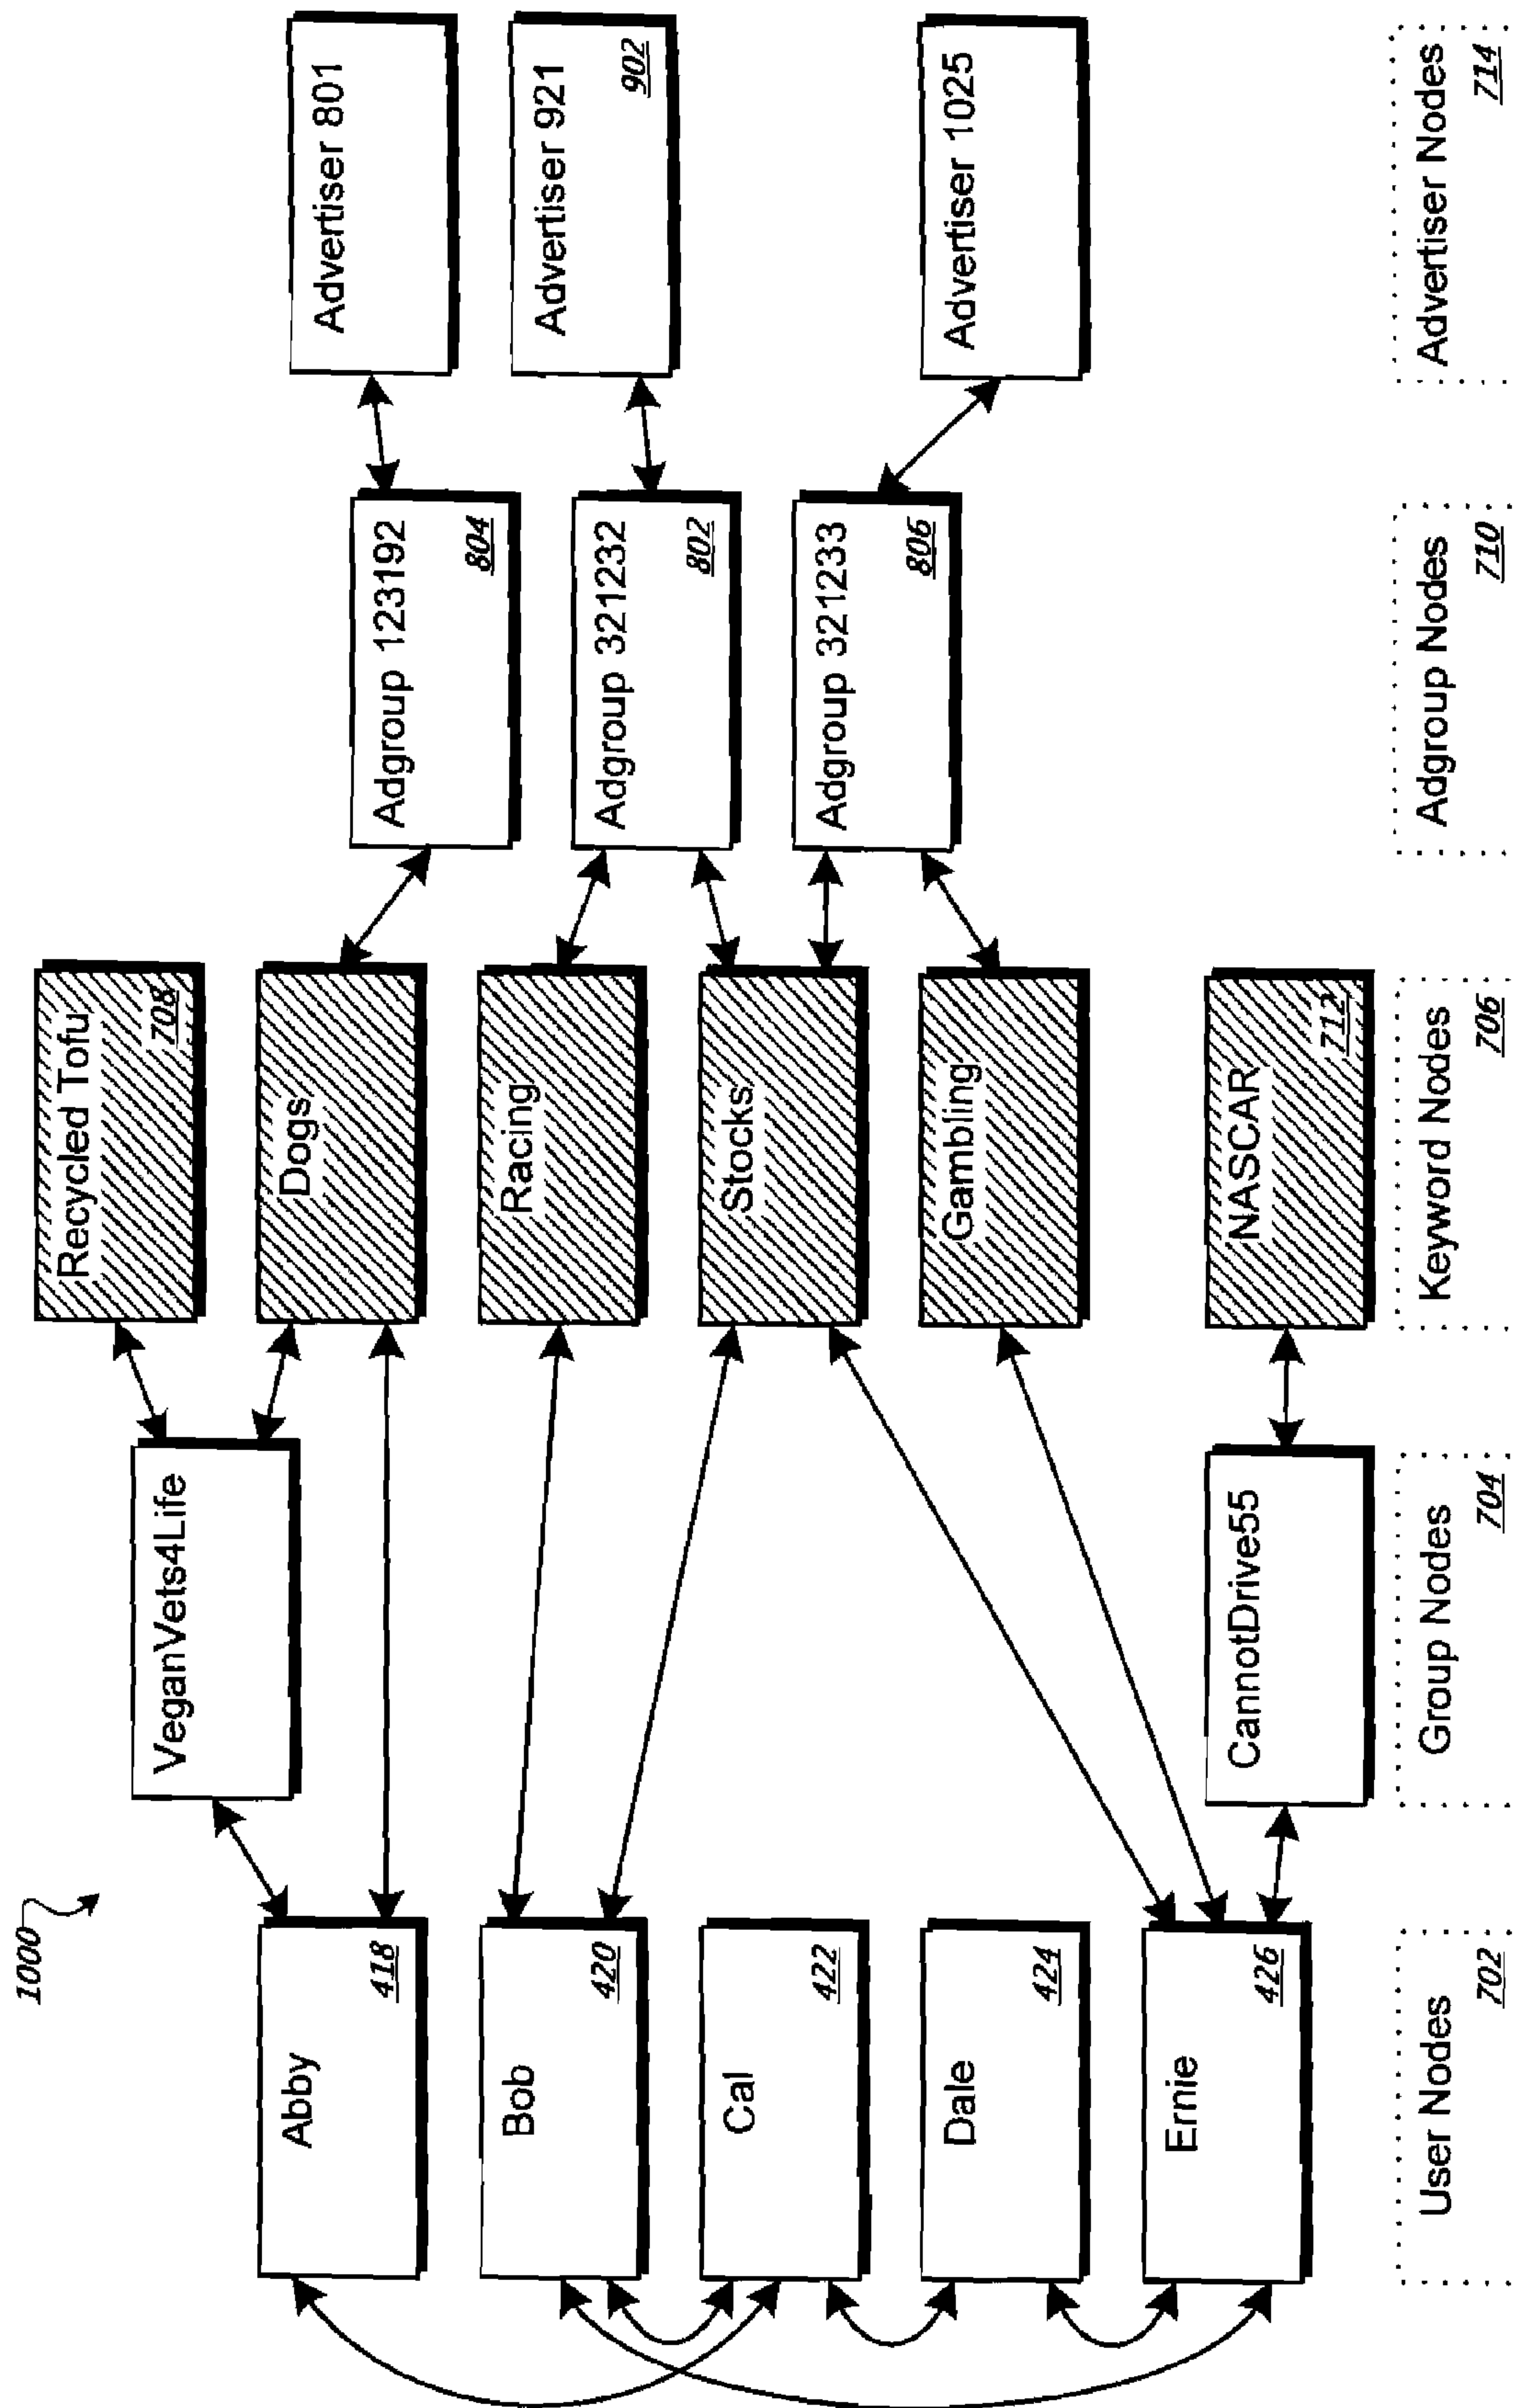 1000
Abby
418
Bob
420
Cal
422
Dale
424
Ernie
426
User Nodes
702
VeganVets4Life
CannotDrive55
Group Nodes
704
Recycled Tofu
708
Dogs
Racing
Stocks
Gambling
NASCAR
712
Keyword Nodes
706
Adgroup 123192
804
Adgroup 321232
802
Adgroup 321233
806
Adgroup Nodes
710
Advertiser 801
Advertiser 921
902
Advertiser 1025
Advertiser Nodes
714